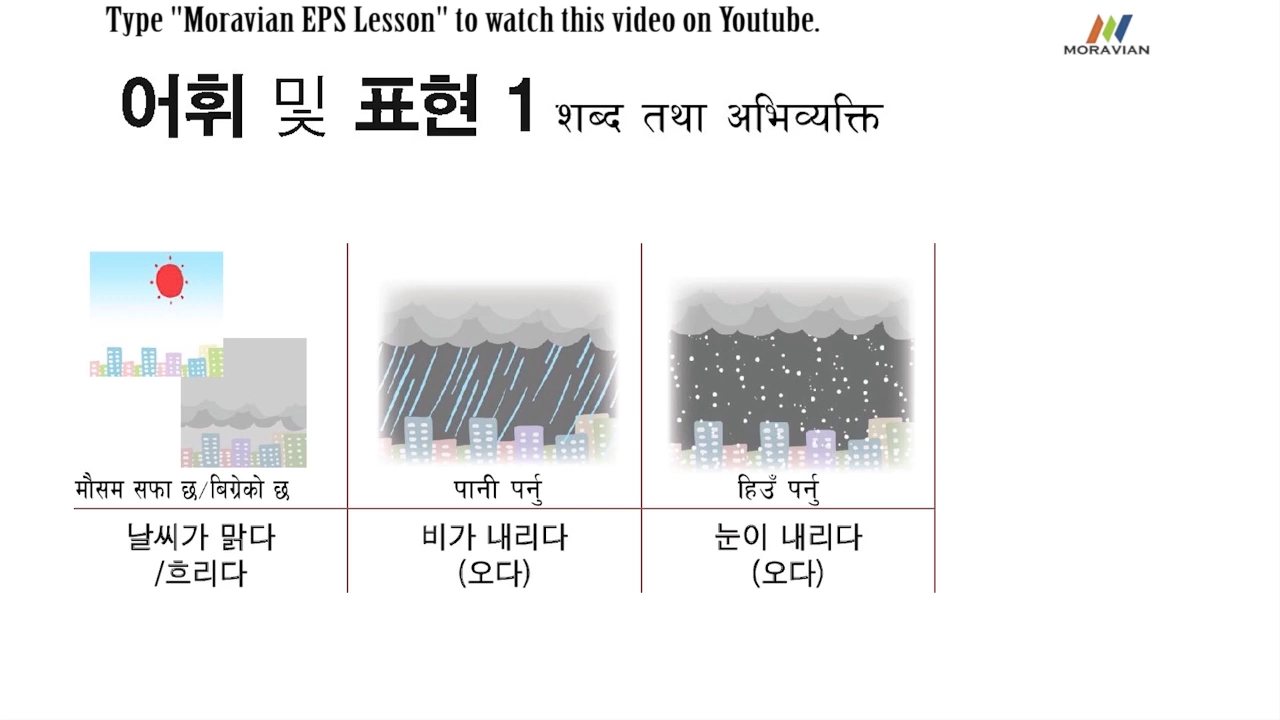 Type "Moravian EPS Lesson" to watch this video on Youtube.
MORAVIAN
어휘 및 표현 1 शब्द तथा अभिव्यक्ति
मौसम सफा छ/बिग्रेको छ
पानी पर्नु
हिउँ पर्नु
날씨가 맑다
/흐리다
비가 내리다
(오다)
눈이 내리다
(오다)